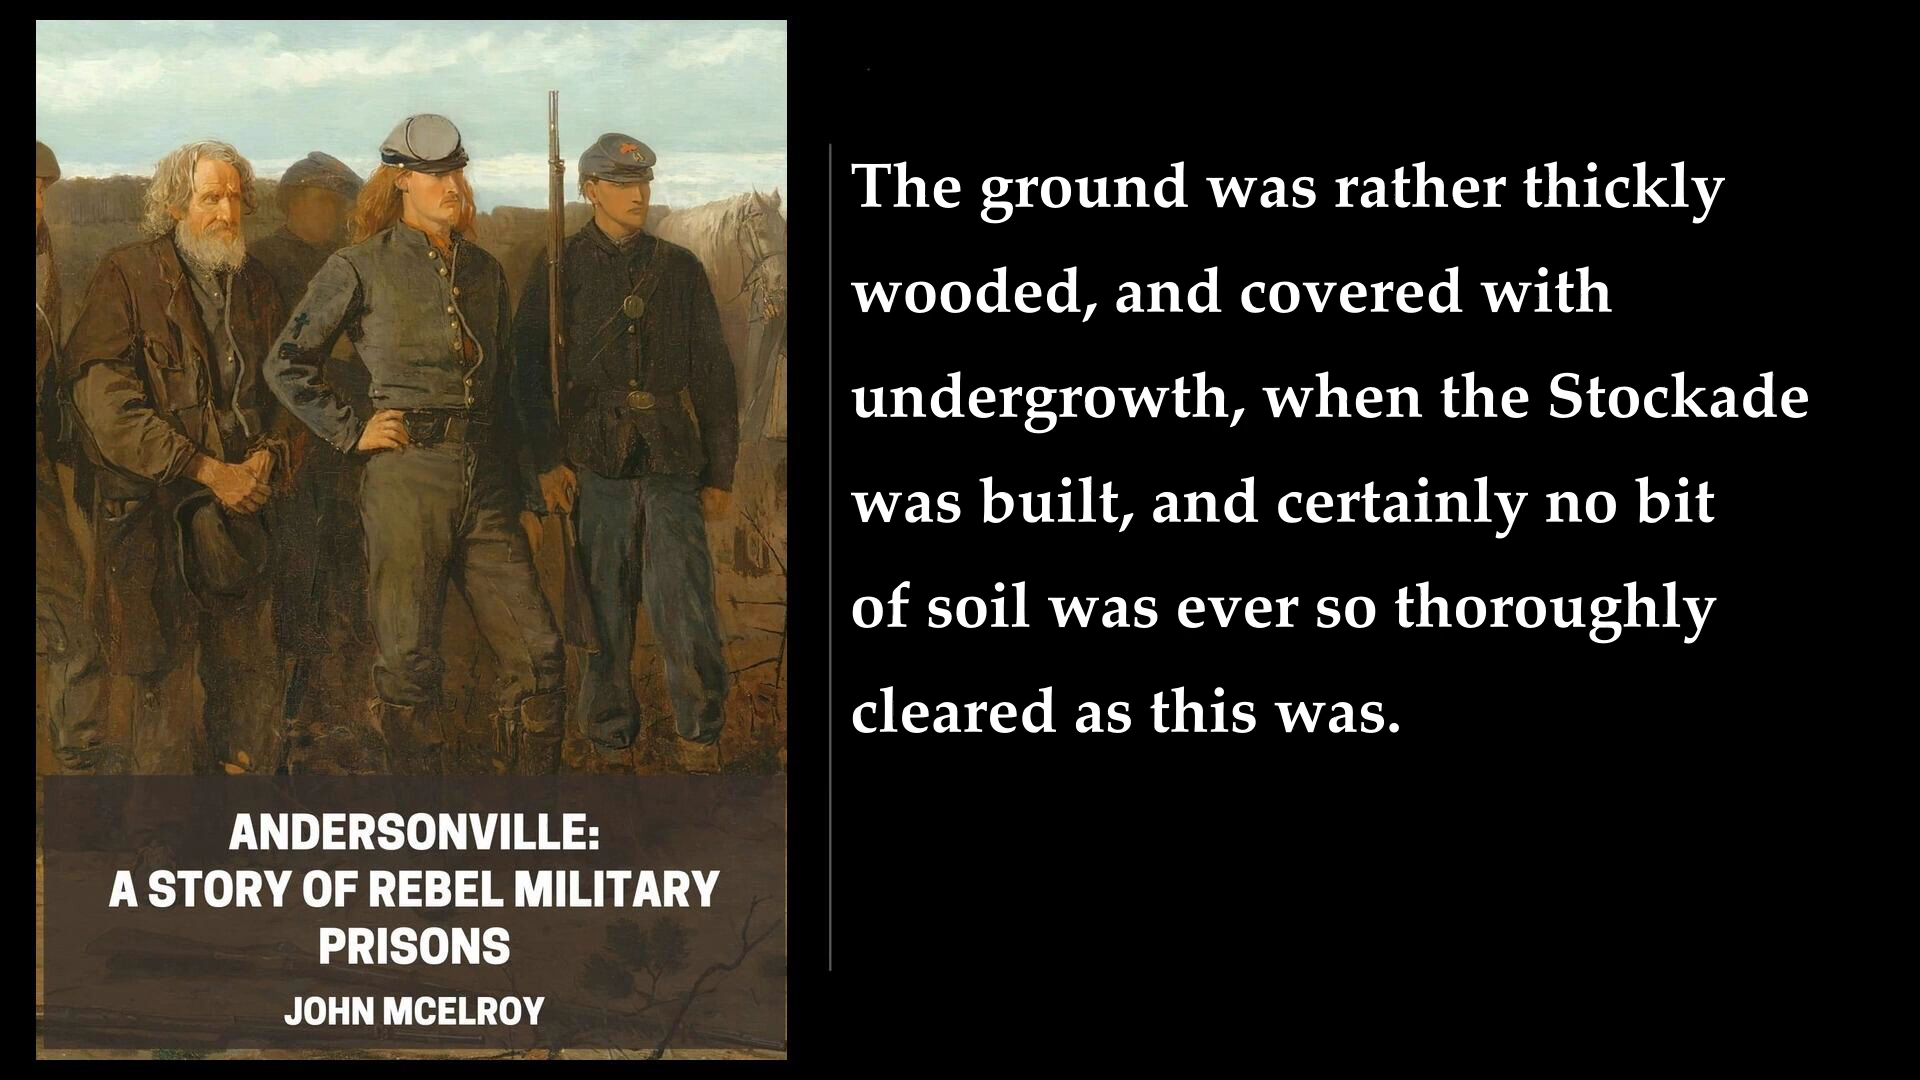 ANDERSONVILLE:
A STORY OF REBEL MILITARY
PRISONS
JOHN MCELROY
The ground was rather thickly
wooded, and covered with
undergrowth, when the Stockade
was built, and certainly no bit
of soil was ever so thoroughly
cleared as this was.